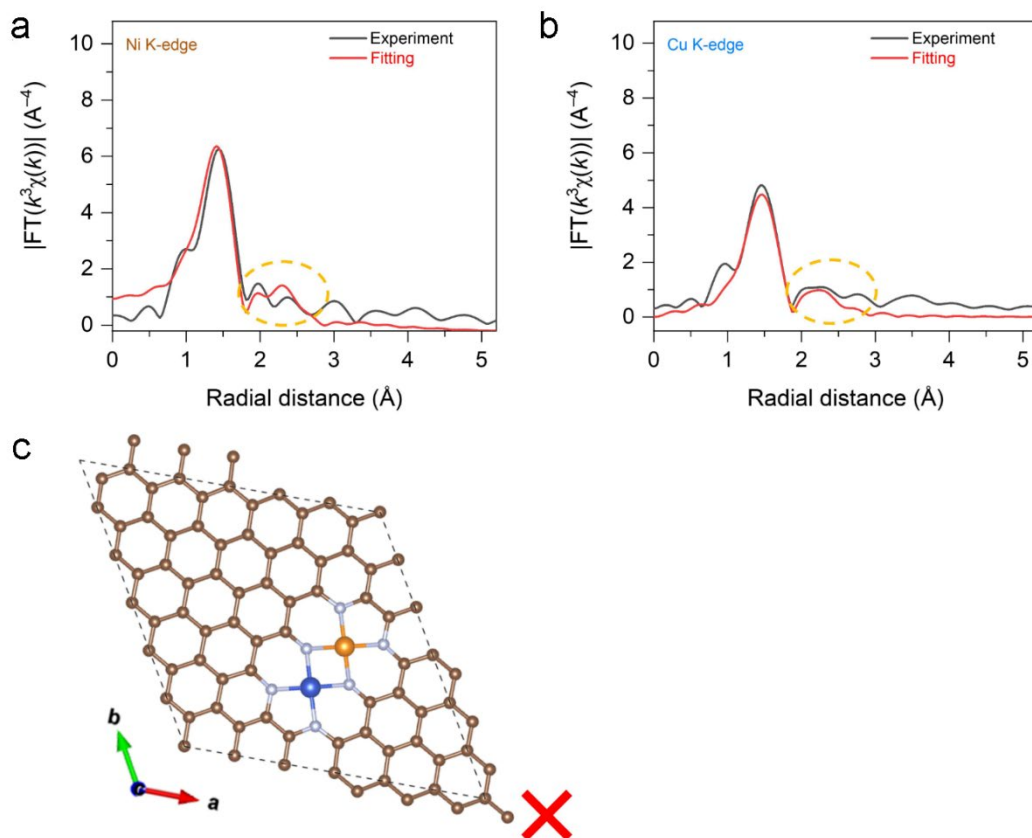 a
Ni K-edge
Experiment
Fitting
|FT(k³χ(k))| (A⁻⁴)
10
8
6
4
2
0
0 1 2 3 4 5
Radial distance (Å)
b
Cu K-edge
Experiment
Fitting
|FT(k³χ(k))| (A⁻⁴)
10
8
6
4
2
0
0 1 2 3 4 5
Radial distance (Å)
c
b
a